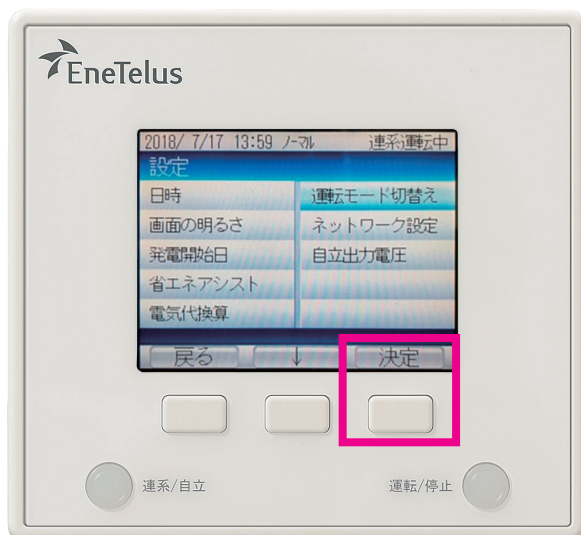 EneTelus
2018/ 7/17 13:59 ノーマル 連系運転中
設定
日時 運転モード切替え
画面の明るさ ネットワーク設定
発電開始日 自立出力電圧
省エネアシスト
電気代換算
戻る ↓ 決定
連系/自立 運転/停止